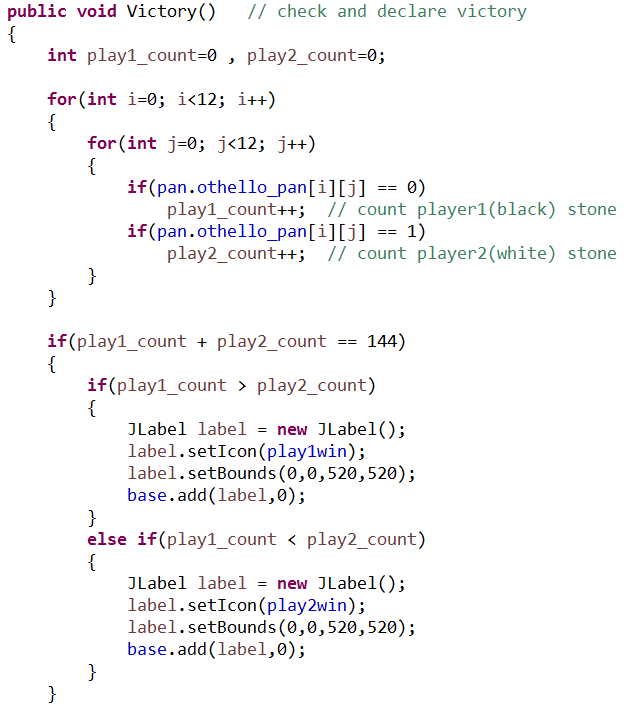 public void Victory()   // check and declare victory
{
    int play1_count=0 , play2_count=0;

    for(int i=0; i<12; i++)
    {
        for(int j=0; j<12; j++)
        {
            if(pan.othello_pan[i][j] == 0)
                play1_count++;  // count player1(black) stone
            if(pan.othello_pan[i][j] == 1)
                play2_count++;  // count player2(white) stone
        }
    }

    if(play1_count + play2_count == 144)
    {
        if(play1_count > play2_count)
        {
            JLabel label = new JLabel();
            label.setIcon(play1win);
            label.setBounds(0,0,520,520);
            base.add(label,0);
        }
        else if(play1_count < play2_count)
        {
            JLabel label = new JLabel();
            label.setIcon(play2win);
            label.setBounds(0,0,520,520);
            base.add(label,0);
        }
    }